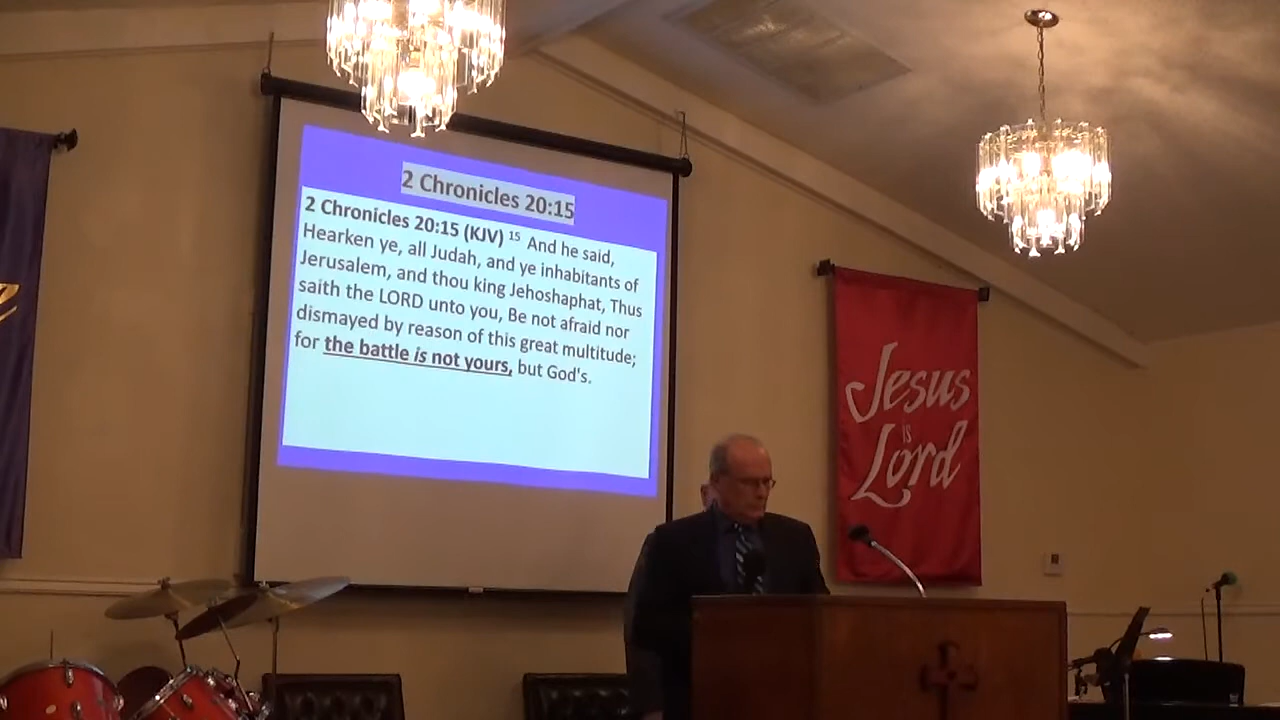 2 Chronicles 20:15
2 Chronicles 20:15 (KJV) 15 And he said,
Hearken ye, all Judah, and ye inhabitants of
Jerusalem, and thou king Jehoshaphat, Thus
saith the LORD unto you, Be not afraid nor
dismayed by reason of this great multitude;
for the battle is not yours, but God's.
Jesus
is
Lord